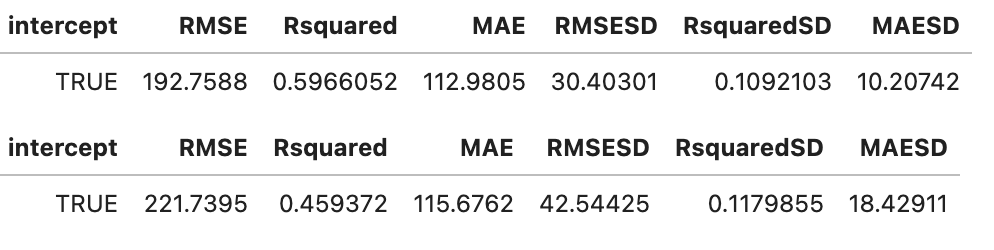 intercept RMSE Rsquared MAE RMSESD RsquaredSD MAESD
TRUE 192.7588 0.5966052 112.9805 30.40301 0.1092103 10.20742
intercept RMSE Rsquared MAE RMSESD RsquaredSD MAESD
TRUE 221.7395 0.459372 115.6762 42.54425 0.1179855 18.42911